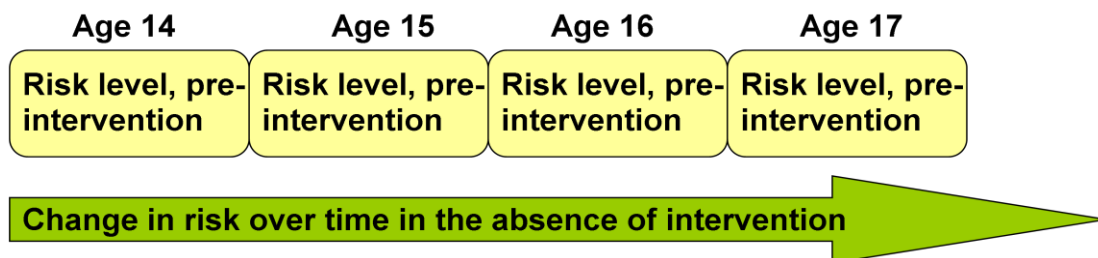 Age 14 Age 15 Age 16 Age 17
Risk level, pre- Risk level, pre- Risk level, pre- Risk level, pre-
intervention intervention intervention intervention
Change in risk over time in the absence of intervention